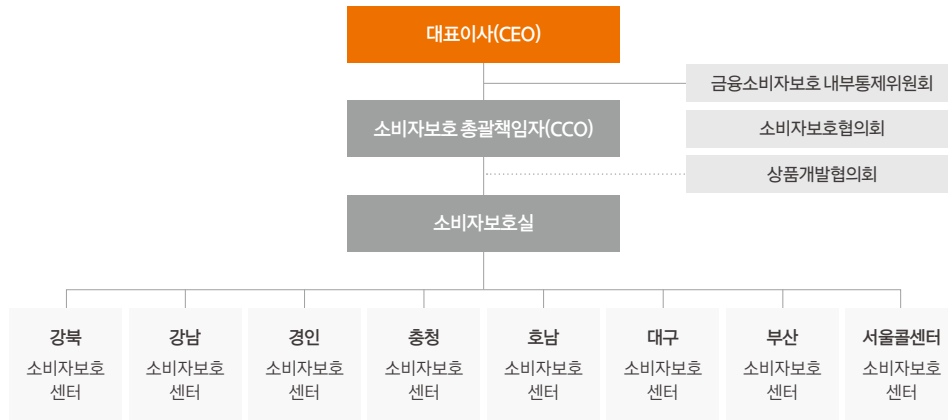 대표이사(CEO)
금융소비자보호 내부통제위원회
소비자보호 총괄책임자(CCO)
소비자보호협의회
상품개발협의회
소비자보호실
강북
소비자보호
센터
강남
소비자보호
센터
경인
소비자보호
센터
충청
소비자보호
센터
호남
소비자보호
센터
대구
소비자보호
센터
부산
소비자보호
센터
서울콜센터
소비자보호
센터